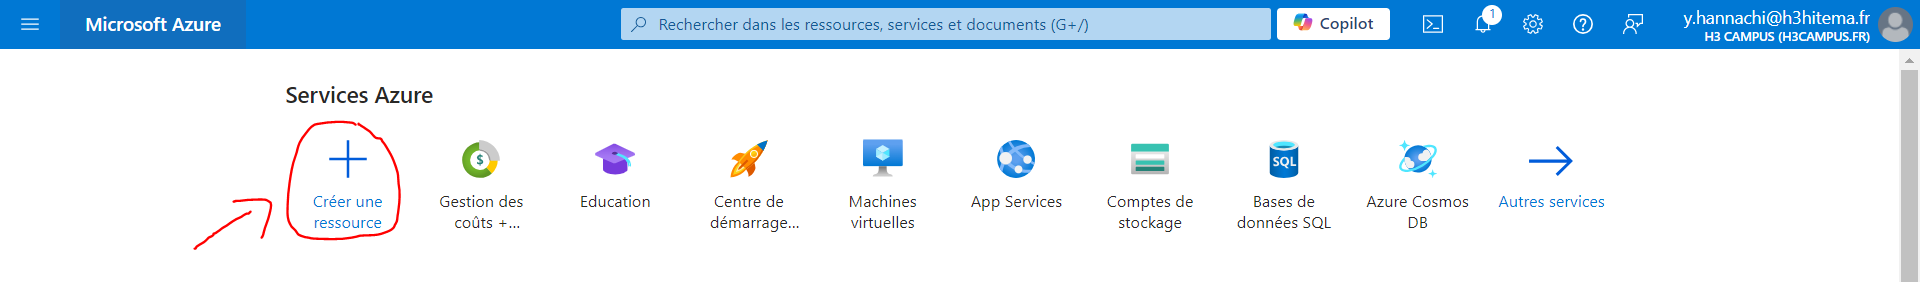 Microsoft Azure
Rechercher dans les ressources, services et documents (G+/)
Copilot
1
y.hannachi@h3hitema.fr
H3 CAMPUS (H3CAMPUS.FR)
Services Azure
Créer une
ressource
Gestion des
coûts +...
Education
Centre de
démarrage...
Machines
virtuelles
App Services
Comptes de
stockage
SQL
Bases de
données SQL
Azure Cosmos
DB
Autres services